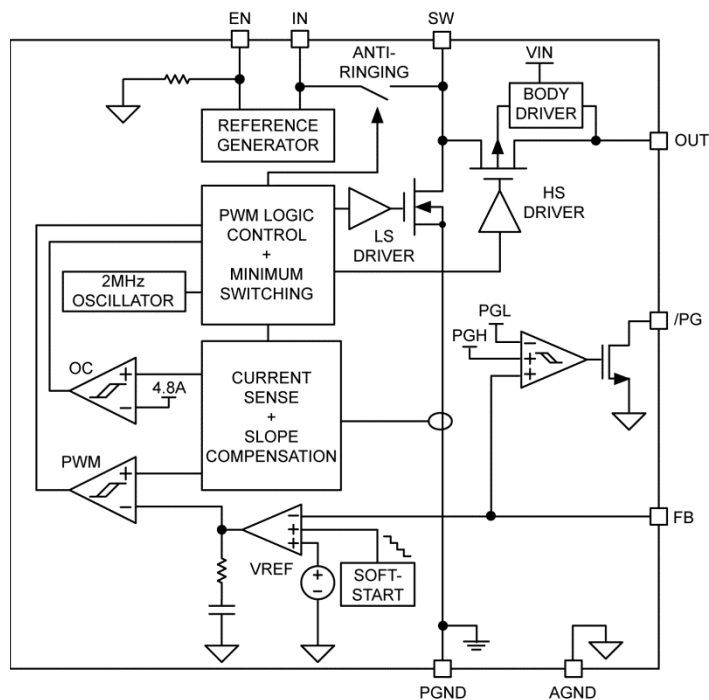 EN
IN
SW
ANTI-
RINGING
VIN
BODY
DRIVER
REFERENCE
GENERATOR
OUT
PWM LOGIC
CONTROL
+
MINIMUM
SWITCHING
LS
DRIVER
HS
DRIVER
2MHz
OSCILLATOR
PGL
PGH
−
+
+
/PG
OC
+
4.8A
−
CURRENT
SENSE
+
SLOPE
COMPENSATION
PWM
+
−
−
+
+
FB
VREF
+
−
SOFT-
START
PGND
AGND